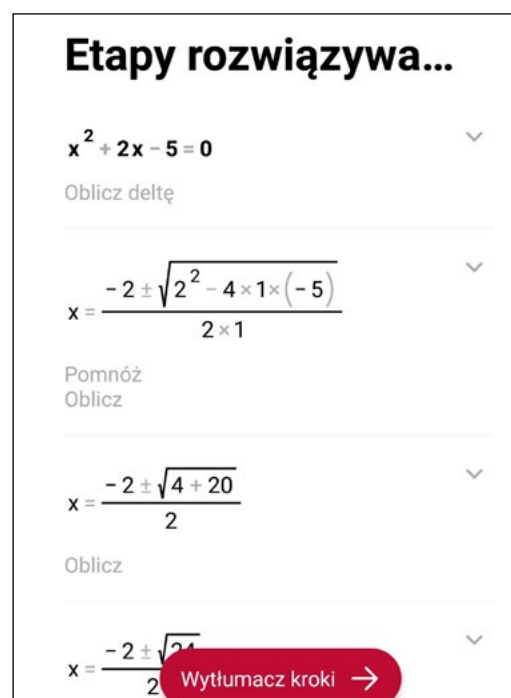 Etapy rozwiązywa...
x² + 2x − 5 = 0
Oblicz deltę
x = (−2 ± √(2² − 4 × 1 × (−5))) / (2 × 1)
Pomnóż
Oblicz
x = (−2 ± √(4 + 20)) / 2
Oblicz
x = (−2 ± √24) / 2
Wytłumacz kroki →